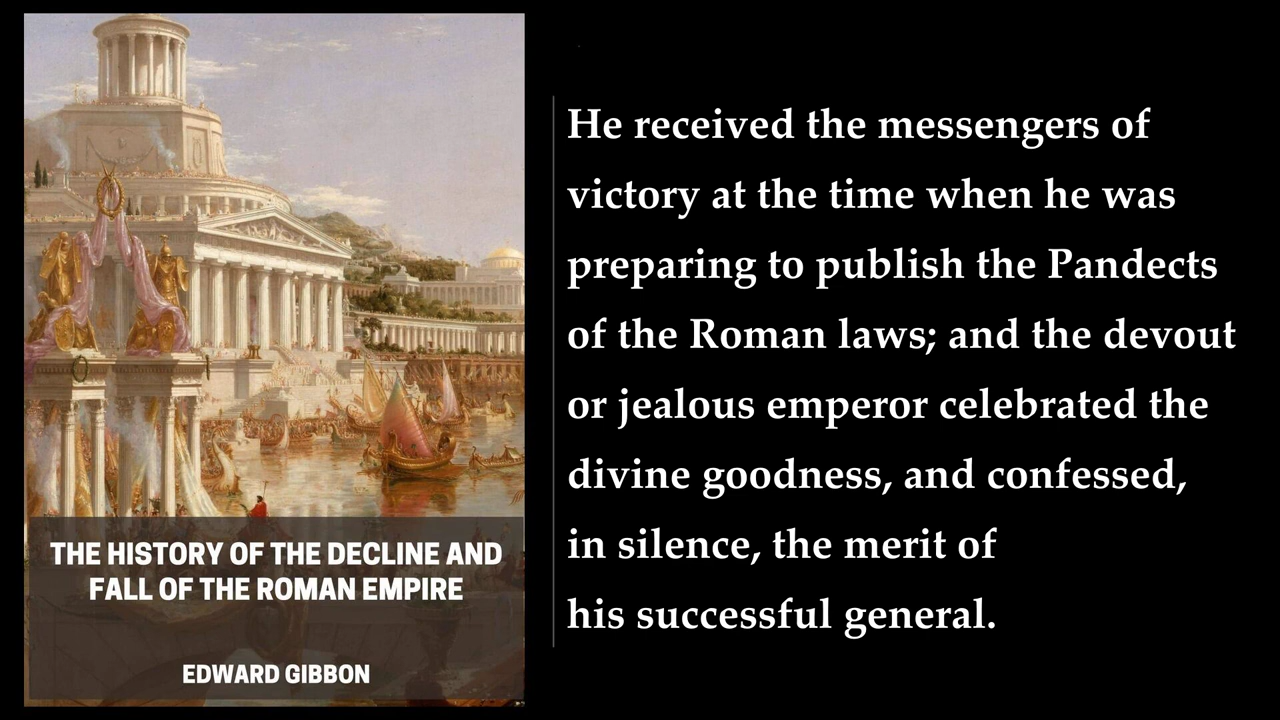 THE HISTORY OF THE DECLINE AND
FALL OF THE ROMAN EMPIRE
EDWARD GIBBON
He received the messengers of
victory at the time when he was
preparing to publish the Pandects
of the Roman laws; and the devout
or jealous emperor celebrated the
divine goodness, and confessed,
in silence, the merit of
his successful general.